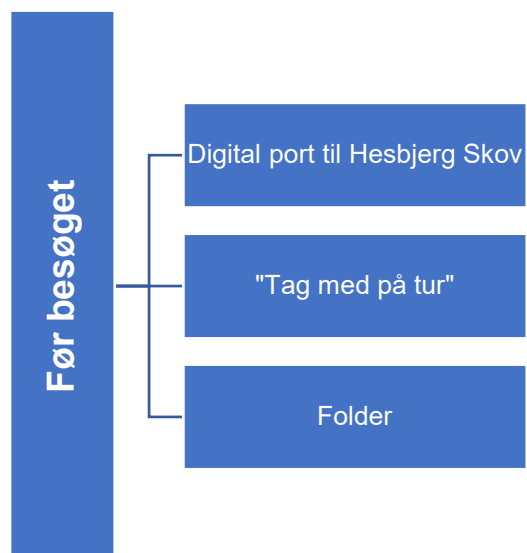 Før besøget
Digital port til Hesbjerg Skov
"Tag med på tur"
Folder